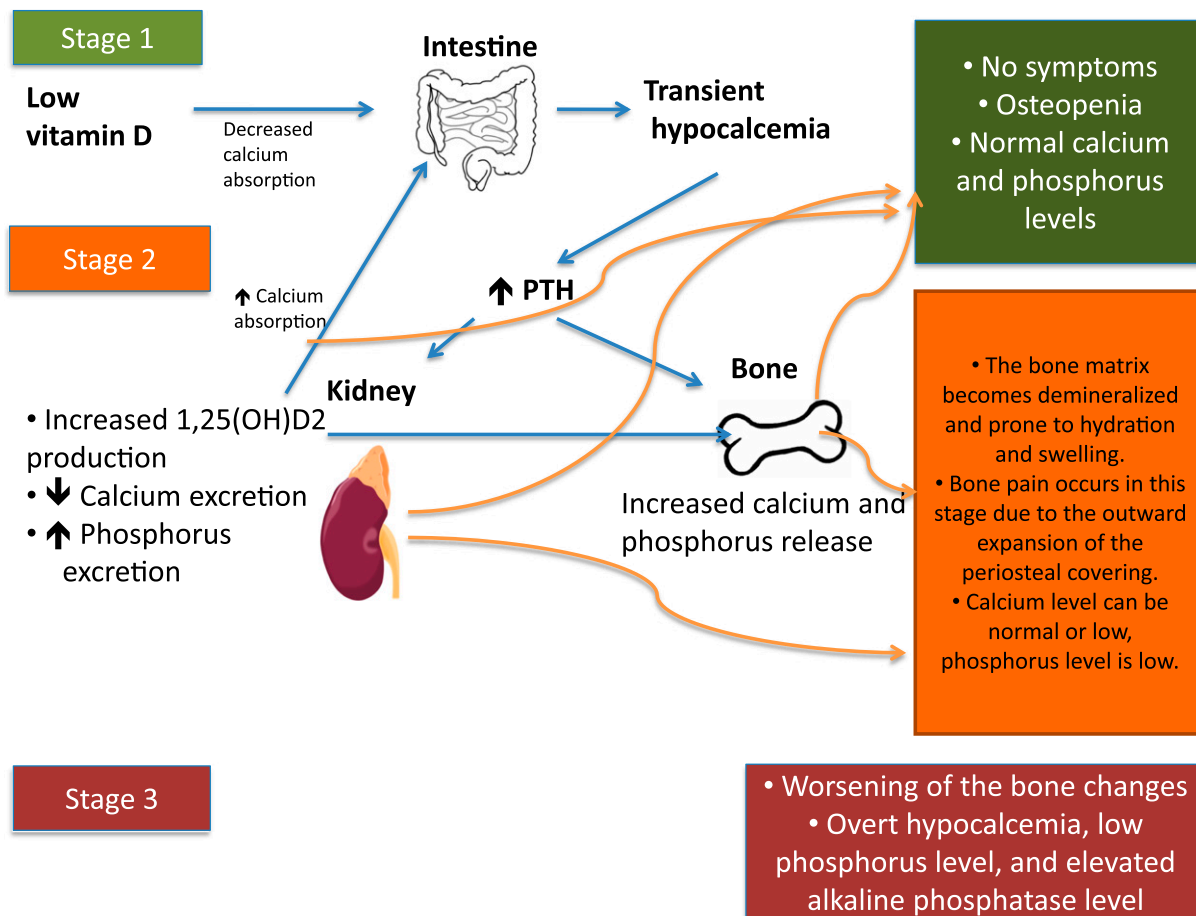 Stage 1
Low
vitamin D
Decreased
calcium
absorption
Intestine
Transient
hypocalcemia
• No symptoms
• Osteopenia
• Normal calcium
and phosphorus
levels
Stage 2
↑ Calcium
absorption
↑ PTH
Kidney
• Increased 1,25(OH)D2
production
• ↓ Calcium excretion
• ↑ Phosphorus
excretion
Bone
Increased calcium and
phosphorus release
• The bone matrix
becomes demineralized
and prone to hydration
and swelling.
• Bone pain occurs in this
stage due to the outward
expansion of the
periosteal covering.
• Calcium level can be
normal or low,
phosphorus level is low.
Stage 3
• Worsening of the bone changes
• Overt hypocalcemia, low
phosphorus level, and elevated
alkaline phosphatase level